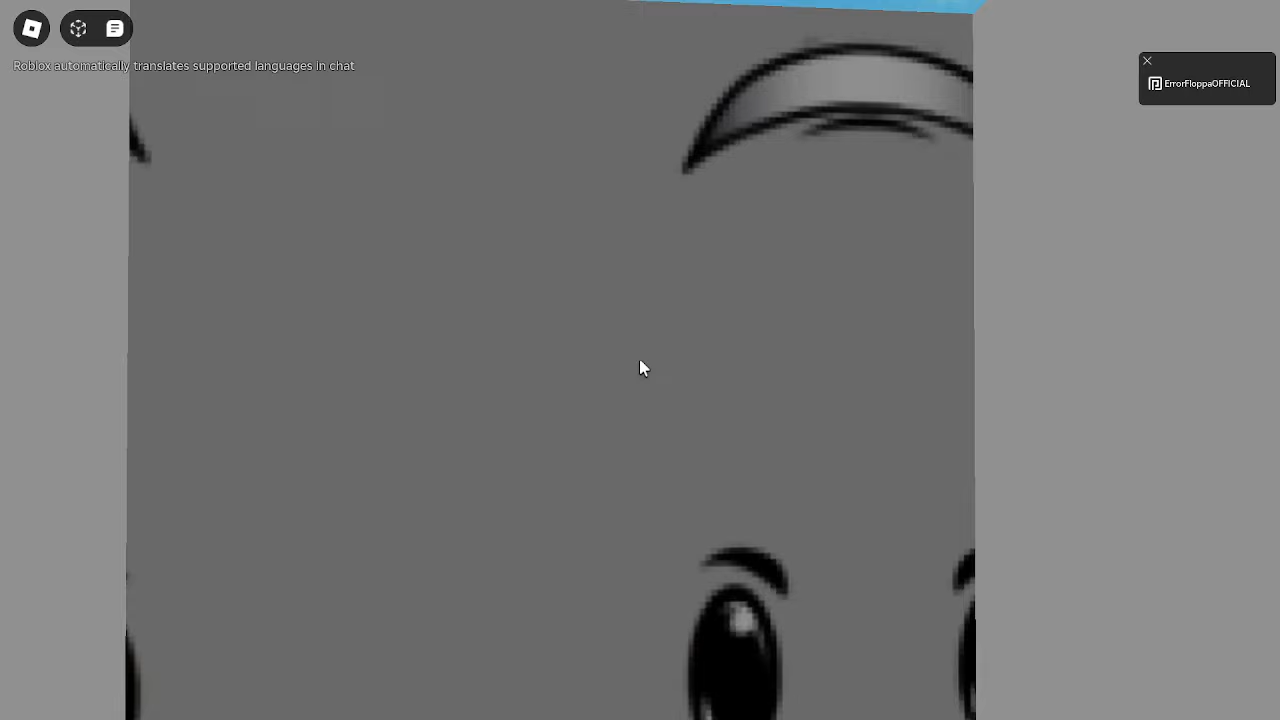 Roblox automatically translates supported languages in chat
ErrorFloppaOFFICIAL